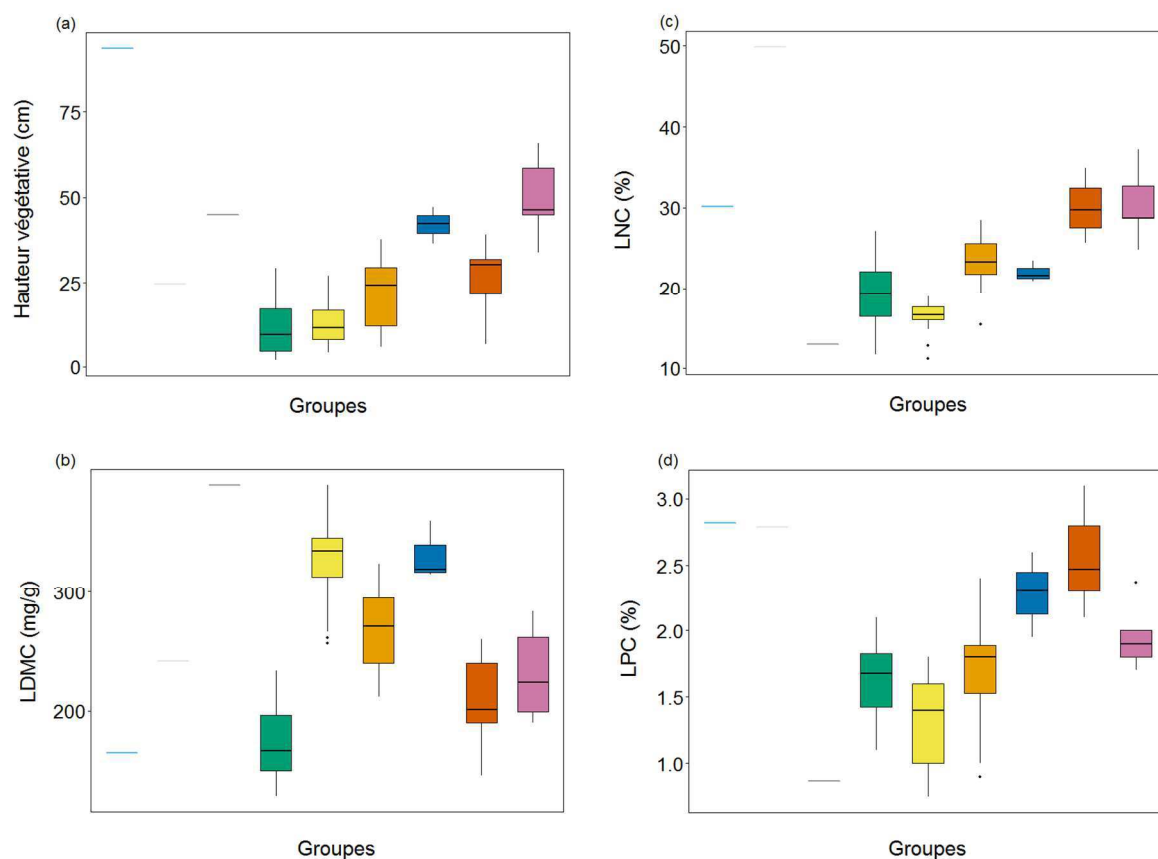 (a)
Hauteur végétative (cm)
75
50
25
0
Groupes
(c)
LNC (%)
50
40
30
20
10
Groupes
(b)
LDMC (mg/g)
300
200
Groupes
(d)
LPC (%)
3.0
2.5
2.0
1.5
1.0
Groupes